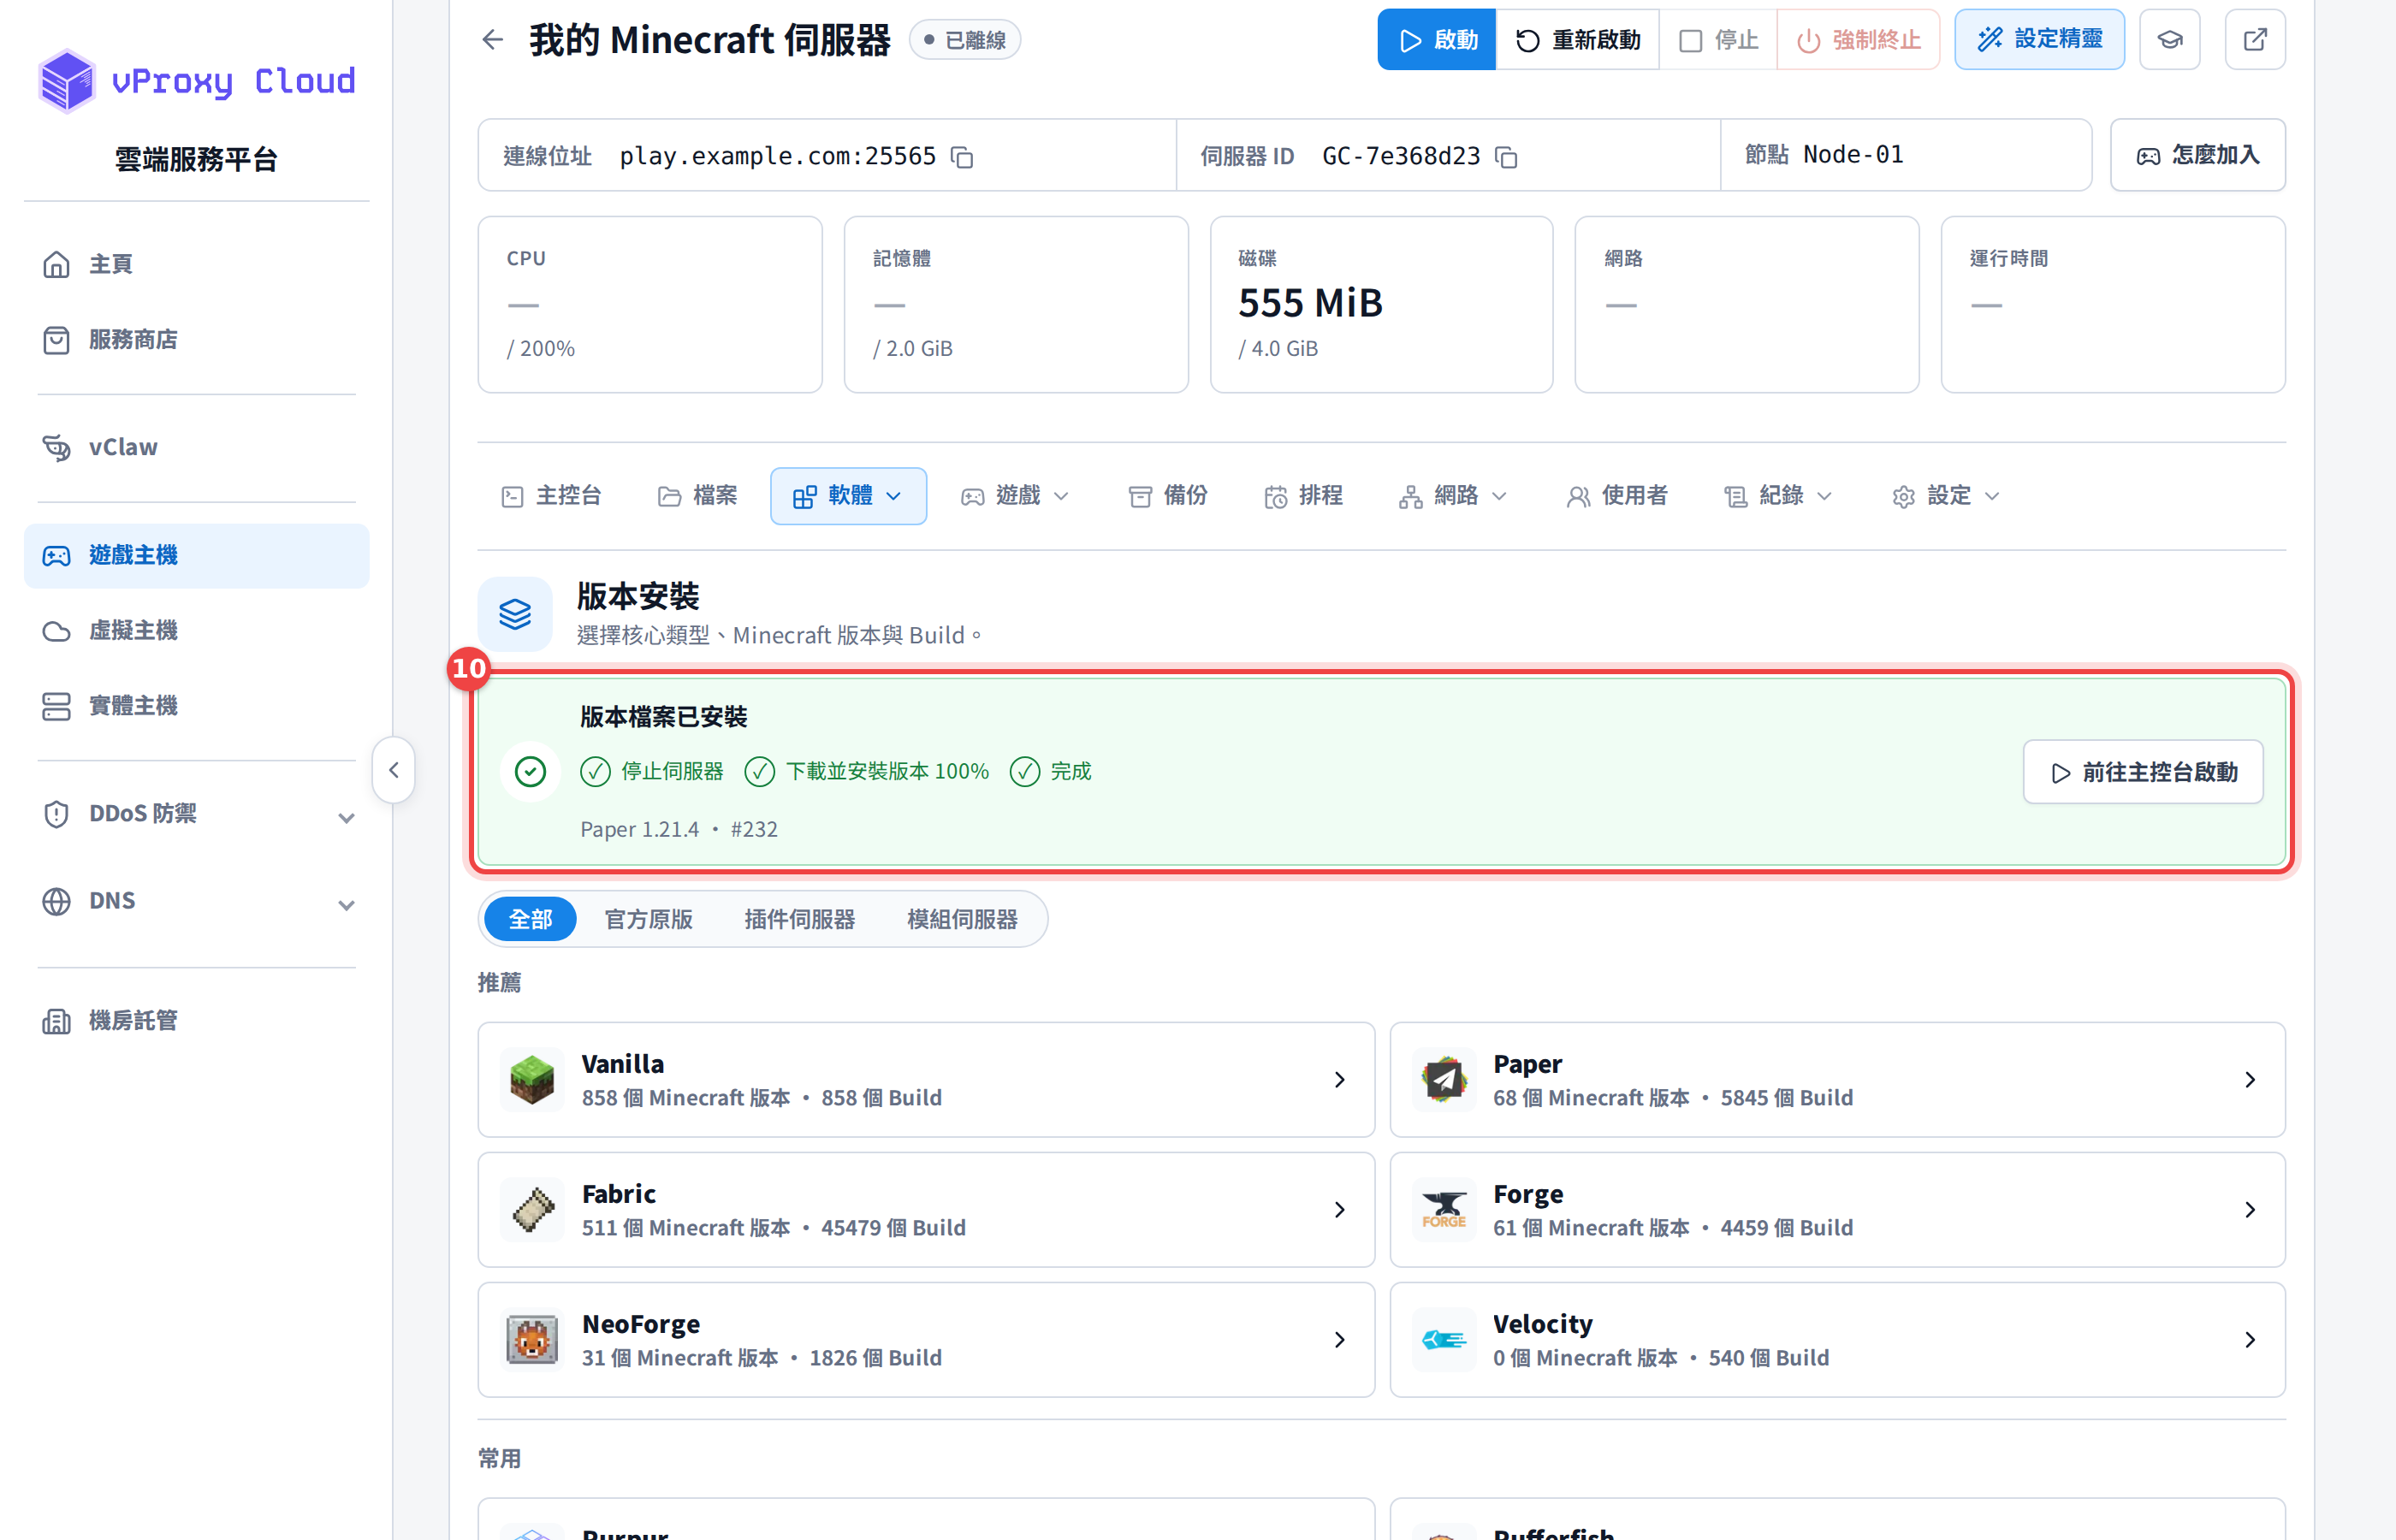 vProxy Cloud
雲端服務平台
主頁
服務商店
vClaw
遊戲主機
虛擬主機
實體主機
DDoS 防禦
DNS
機房託管
我的 Minecraft 伺服器
已離線
啟動
重新啟動
停止
強制終止
設定精靈
連線位址 play.example.com:25565
伺服器 ID GC-7e368d23
節點 Node-01
怎麼加入
CPU
—
/ 200%
記憶體
—
/ 2.0 GiB
磁碟
555 MiB
/ 4.0 GiB
網路
—
運行時間
—
主控台
檔案
軟體
遊戲
備份
排程
網路
使用者
紀錄
設定
版本安裝
選擇核心類型、Minecraft 版本與 Build。
10
版本檔案已安裝
停止伺服器
下載並安裝版本 100%
完成
Paper 1.21.4 • #232
前往主控台啟動
全部
官方原版
插件伺服器
模組伺服器
推薦
Vanilla
858 個 Minecraft 版本 • 858 個 Build
Paper
68 個 Minecraft 版本 • 5845 個 Build
Fabric
511 個 Minecraft 版本 • 45479 個 Build
FORGE
Forge
61 個 Minecraft 版本 • 4459 個 Build
NeoForge
31 個 Minecraft 版本 • 1826 個 Build
Velocity
0 個 Minecraft 版本 • 540 個 Build
常用
Purpur
Pufferfish